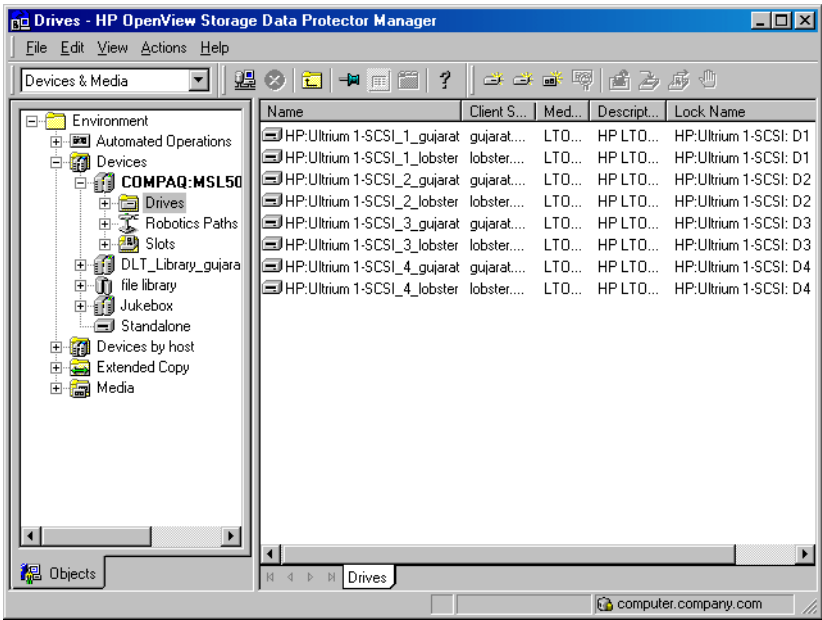 Drives - HP OpenView Storage Data Protector Manager
File Edit View Actions Help
Devices & Media
Environment
Automated Operations
Devices
COMPAQ:MSL50
Drives
Robotics Paths
Slots
DLT_Library_gujara
file library
Jukebox
Standalone
Devices by host
Extended Copy
Media
Objects
Name Client S... Med... Descript... Lock Name
HP:Ultrium 1-SCSI_1_gujarat gujarat.... LTO... HP LTO... HP:Ultrium 1-SCSI: D1
HP:Ultrium 1-SCSI_1_lobster lobster.... LTO... HP LTO... HP:Ultrium 1-SCSI: D1
HP:Ultrium 1-SCSI_2_gujarat gujarat.... LTO... HP LTO... HP:Ultrium 1-SCSI: D2
HP:Ultrium 1-SCSI_2_lobster lobster.... LTO... HP LTO... HP:Ultrium 1-SCSI: D2
HP:Ultrium 1-SCSI_3_gujarat gujarat.... LTO... HP LTO... HP:Ultrium 1-SCSI: D3
HP:Ultrium 1-SCSI_3_lobster lobster.... LTO... HP LTO... HP:Ultrium 1-SCSI: D3
HP:Ultrium 1-SCSI_4_gujarat gujarat.... LTO... HP LTO... HP:Ultrium 1-SCSI: D4
HP:Ultrium 1-SCSI_4_lobster lobster.... LTO... HP LTO... HP:Ultrium 1-SCSI: D4
Drives
computer.company.com